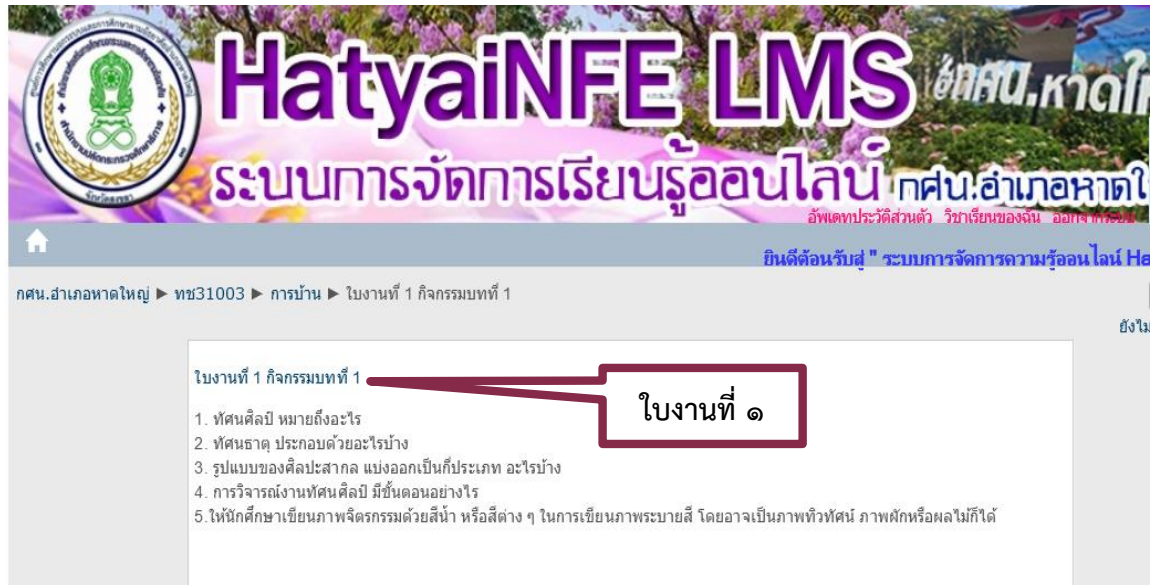 HatyaiNFE LMS
ระบบการจัดการเรียนรู้ออนไลน์ กศน.อำเภอหาดใ
อัพเดทประวัติส่วนตัว วิชาเรียนของฉัน ออกจากระบบ
ยินดีต้อนรับสู่ " ระบบการจัดการความรู้ออนไลน์ Ha
กศน.อำเภอหาดใหญ่ ► ทช31003 ► การบ้าน ► ใบงานที่ 1 กิจกรรมบทที่ 1
ยังไม
ใบงานที่ 1 กิจกรรมบทที่ 1
ใบงานที่ ๑
1. ทัศนศิลป์ หมายถึงอะไร
2. ทัศนธาตุ ประกอบด้วยอะไรบ้าง
3. รูปแบบของศิลปะสากล แบ่งออกเป็นกี่ประเภท อะไรบ้าง
4. การวิจารณ์งานทัศนศิลป์ มีขั้นตอนอย่างไร
5.ให้นักศึกษาเขียนภาพจิตรกรรมด้วยสีน้ำ หรือสีต่าง ๆ ในการเขียนภาพระบายสี โดยอาจเป็นภาพทิวทัศน์ ภาพผักหรือผลไม้ก็ได้